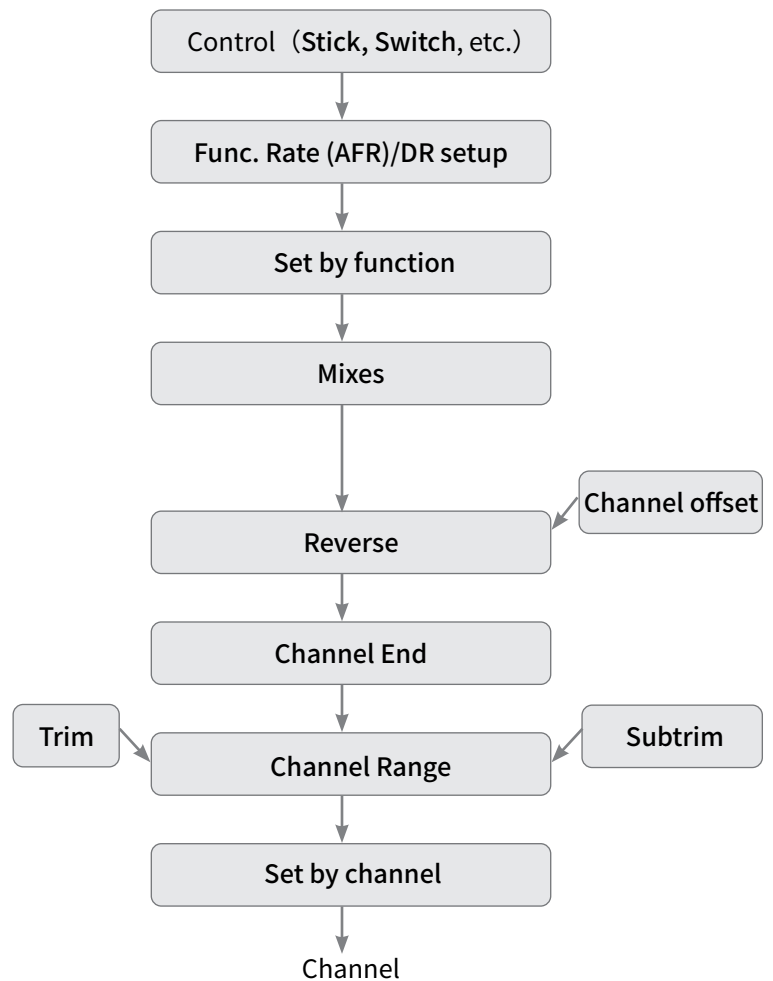 Control（Stick, Switch, etc.）
Func. Rate (AFR)/DR setup
Set by function
Mixes
Channel offset
Reverse
Channel End
Trim
Subtrim
Channel Range
Set by channel
Channel